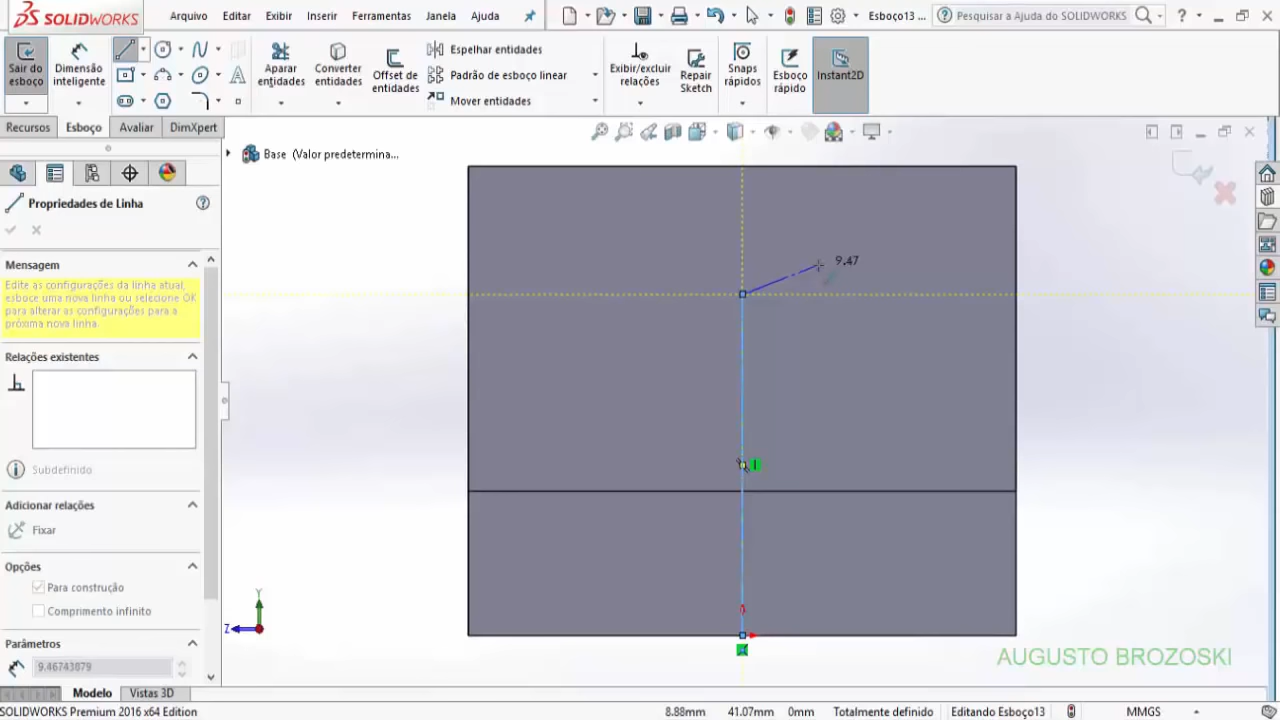 SOLIDWORKS
Arquivo Editar Exibir Inserir Ferramentas Janela Ajuda
Esboço13 ...
Pesquisar a Ajuda do SOLIDWORKS
Sair do esboço
Dimensão inteligente
Aparar entidades
Converter entidades
Offset de entidades
Espelhar entidades
Padrão de esboço linear
Mover entidades
Exibir/excluir relações
Repair Sketch
Snaps rápidos
Esboço rápido
Instant2D
Recursos Esboço Avaliar DimXpert
Base (Valor predetermina...
Propriedades de Linha
Mensagem
Edite as configurações da linha atual,
esboce uma nova linha ou selecione OK
para alterar as configurações para a
próxima nova linha.
Relações existentes
Subdefinido
Adicionar relações
Fixar
Opções
Para construção
Comprimento infinito
Parâmetros
9.46743879
9.47
Y
Z
AUGUSTO BROZOSKI
Modelo Vistas 3D
SOLIDWORKS Premium 2016 x64 Edition
8.88mm 41.07mm 0mm Totalmente definido Editando Esboço13 MMGS